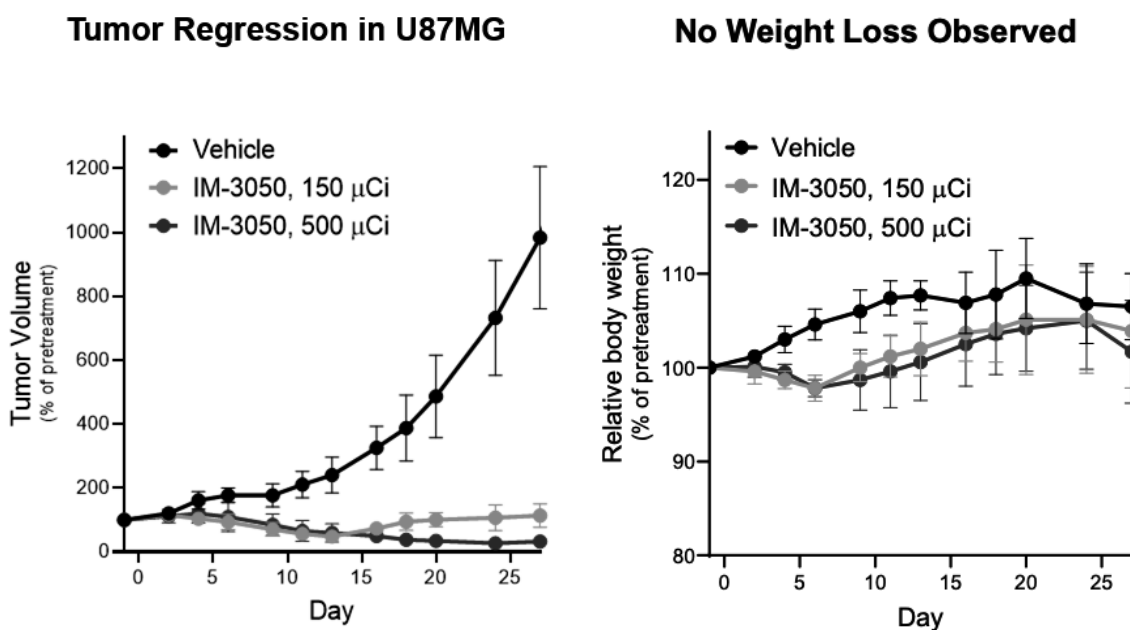 Tumor Regression in U87MG
Vehicle
IM-3050, 150 μCi
IM-3050, 500 μCi
1200
1000
800
600
400
200
0
Tumor Volume
(% of pretreatment)
0 5 10 15 20 25
Day
No Weight Loss Observed
Vehicle
IM-3050, 150 μCi
IM-3050, 500 μCi
120
110
100
90
80
Relative body weight
(% of pretreatment)
0 5 10 15 20 25
Day